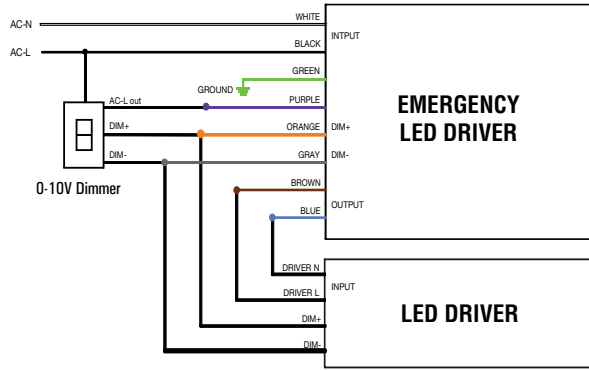 AC-N
WHITE
INTPUT
AC-L
BLACK
GREEN
GROUND
AC-L out
PURPLE
EMERGENCY
LED DRIVER
DIM+
ORANGE
DIM+
DIM-
GRAY
DIM-
0-10V Dimmer
BROWN
OUTPUT
BLUE
DRIVER N
INPUT
DRIVER L
LED DRIVER
DIM+
DIM-